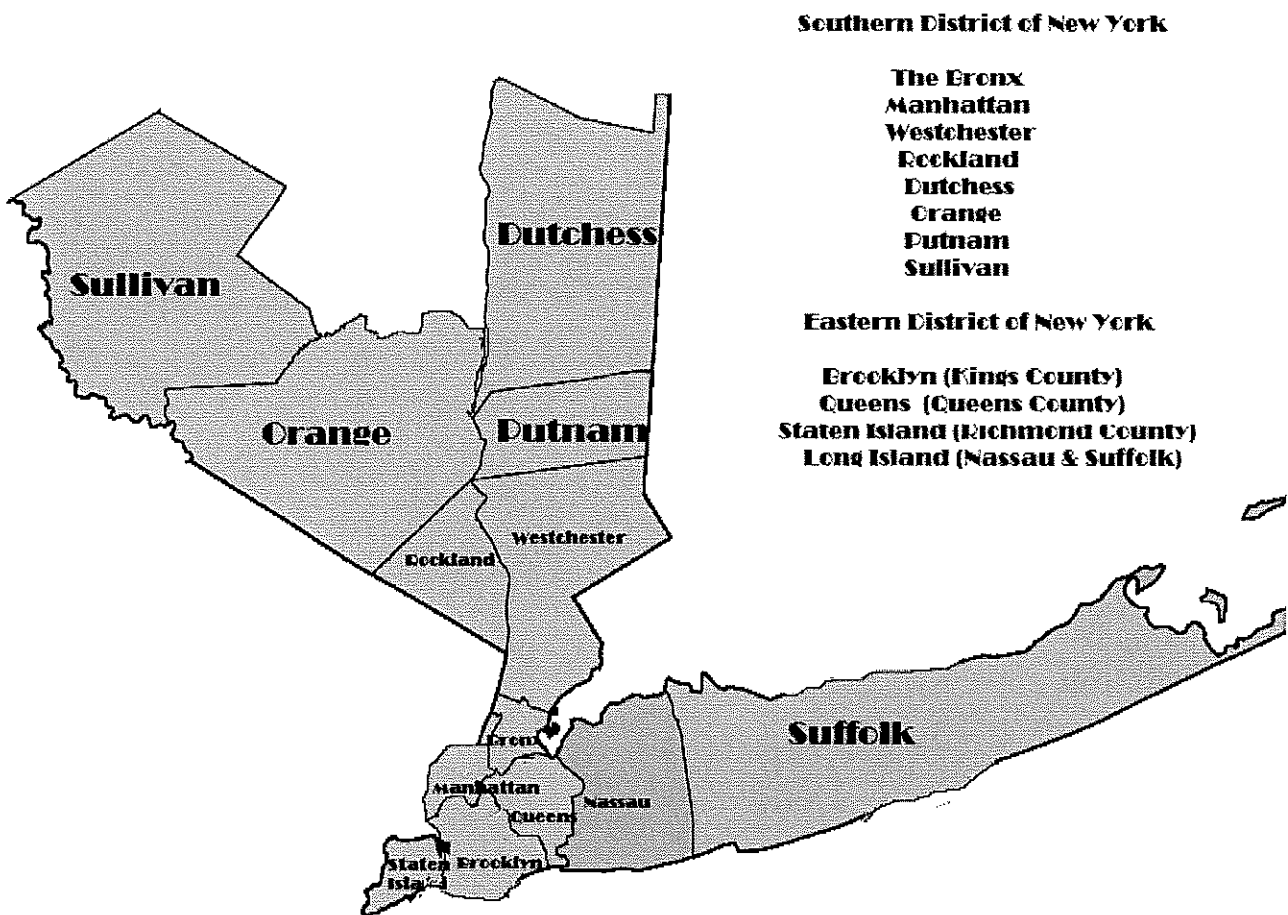 Southern District of New York
The Bronx
Manhattan
Westchester
Rockland
Dutchess
Orange
Putnam
Sullivan
Eastern District of New York
Brooklyn (Kings County)
Queens (Queens County)
Staten Island (Richmond County)
Long Island (Nassau & Suffolk)
Dutchess
Sullivan
Orange
Putnam
Westchester
Rockland
Suffolk
Bronx
Manhattan
Nassau
Queens
Staten
Island
Brooklyn